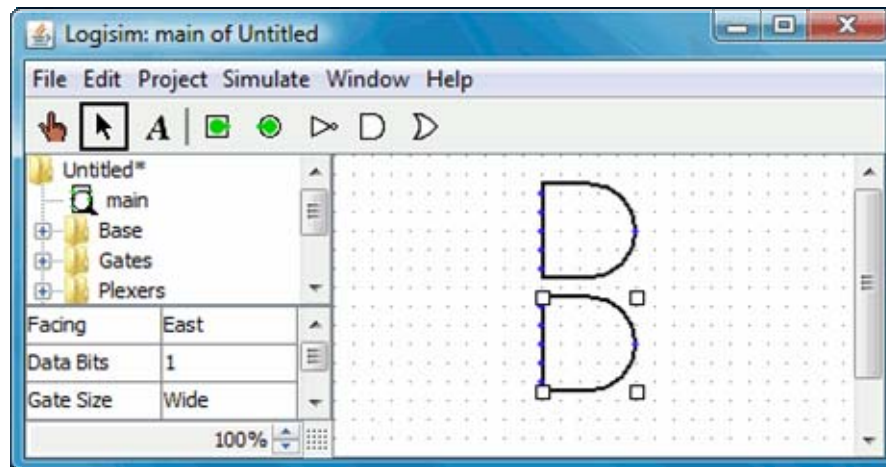 Logisim: main of Untitled
File Edit Project Simulate Window Help
A
Untitled*
main
Base
Gates
Plexers
Facing East
Data Bits 1
Gate Size Wide
100%